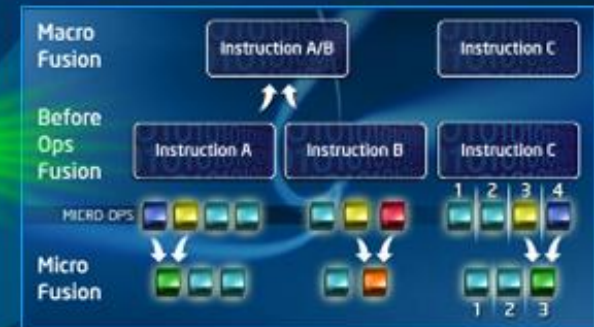 Macro
Fusion
Instruction A/B
Instruction C
Before
Ops
Fusion
Instruction A
Instruction B
Instruction C
1 2 3 4
MICRO OPS
Micro
Fusion
1 2 3